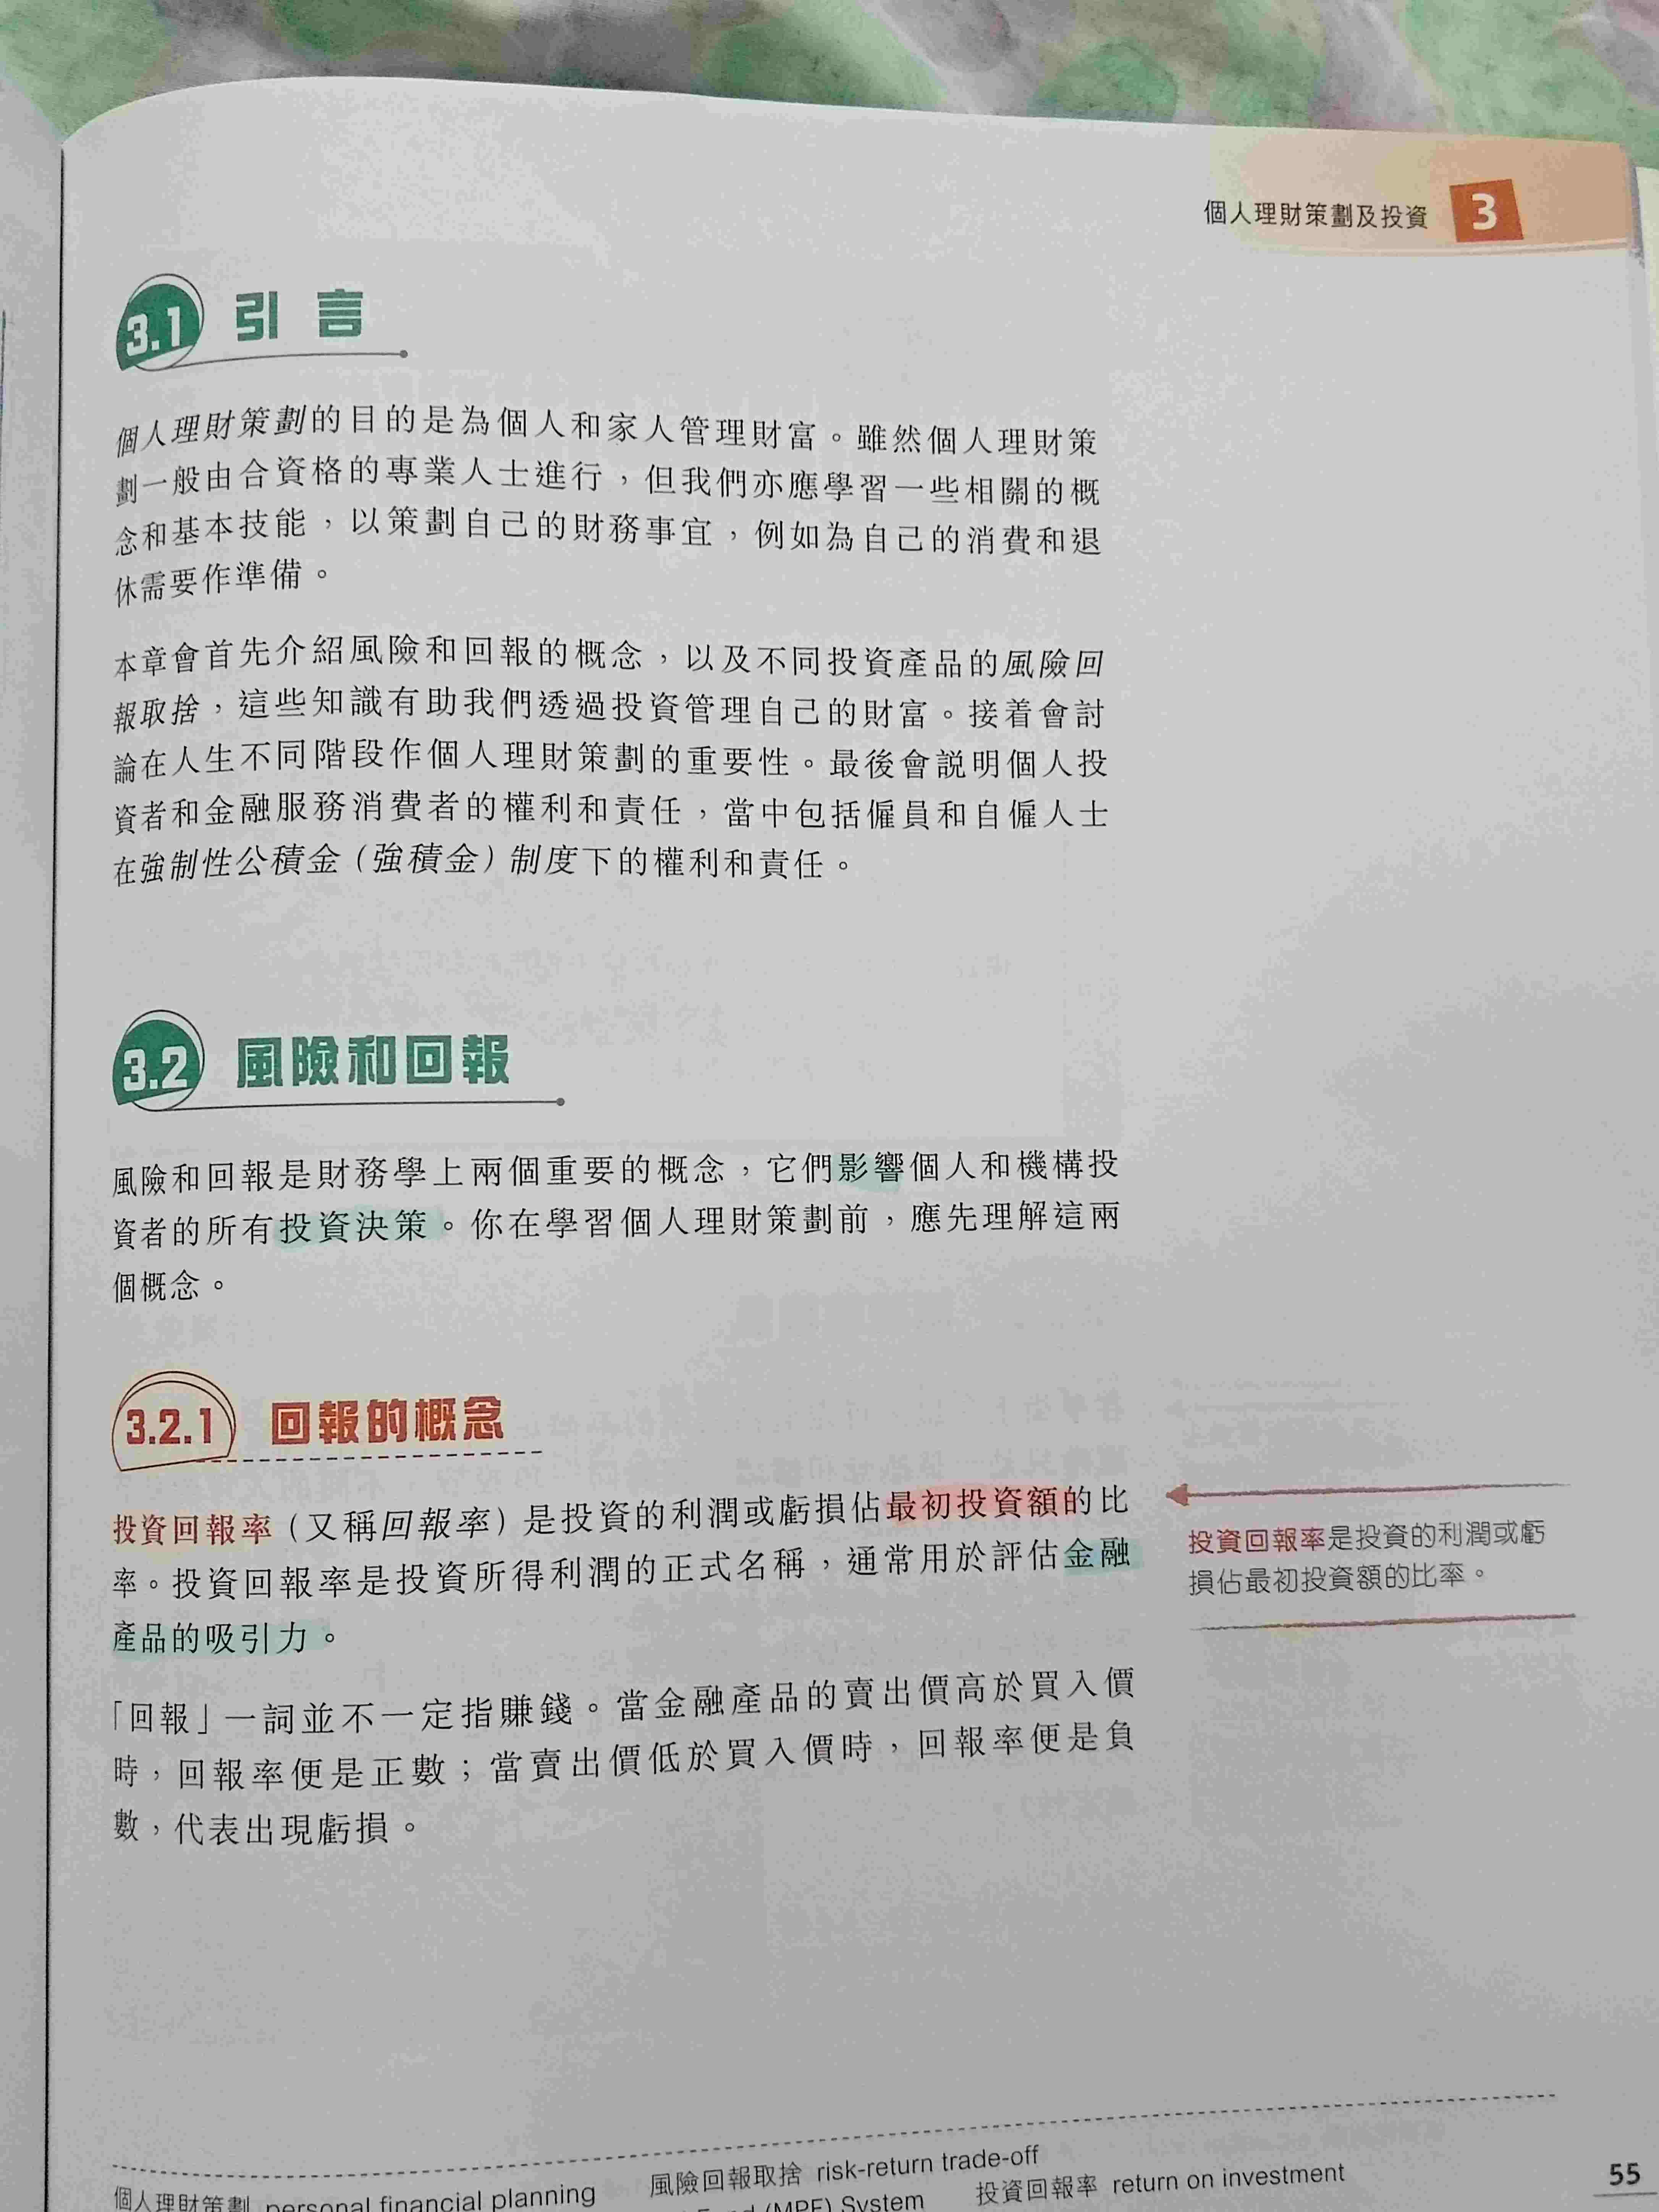 個人理財策劃及投資 3
3.1 引言
個人理財策劃的目的是為個人和家人管理財富。雖然個人理財策
劃一般由合資格的專業人士進行，但我們亦應學習一些相關的概
念和基本技能，以策劃自己的財務事宜，例如為自己的消費和退
休需要作準備。
本章會首先介紹風險和回報的概念，以及不同投資產品的風險回
報取捨，這些知識有助我們透過投資管理自己的財富。接着會討
論在人生不同階段作個人理財策劃的重要性。最後會説明個人投
資者和金融服務消費者的權利和責任，當中包括僱員和自僱人士
在強制性公積金（強積金）制度下的權利和責任。
3.2 風險和回報
風險和回報是財務學上兩個重要的概念，它們影響個人和機構投
資者的所有投資決策。你在學習個人理財策劃前，應先理解這兩
個概念。
3.2.1 回報的概念
投資回報率（又稱回報率）是投資的利潤或虧損佔最初投資額的比
率。投資回報率是投資所得利潤的正式名稱，通常用於評估金融
產品的吸引力。
投資回報率是投資的利潤或虧
損佔最初投資額的比率。
「回報」一詞並不一定指賺錢。當金融產品的賣出價高於買入價
時，回報率便是正數；當賣出價低於買入價時，回報率便是負
數，代表出現虧損。
個人理財策劃 personal financial planning 風險回報取捨 risk-return trade-off
(MPF) System 投資回報率 return on investment
55